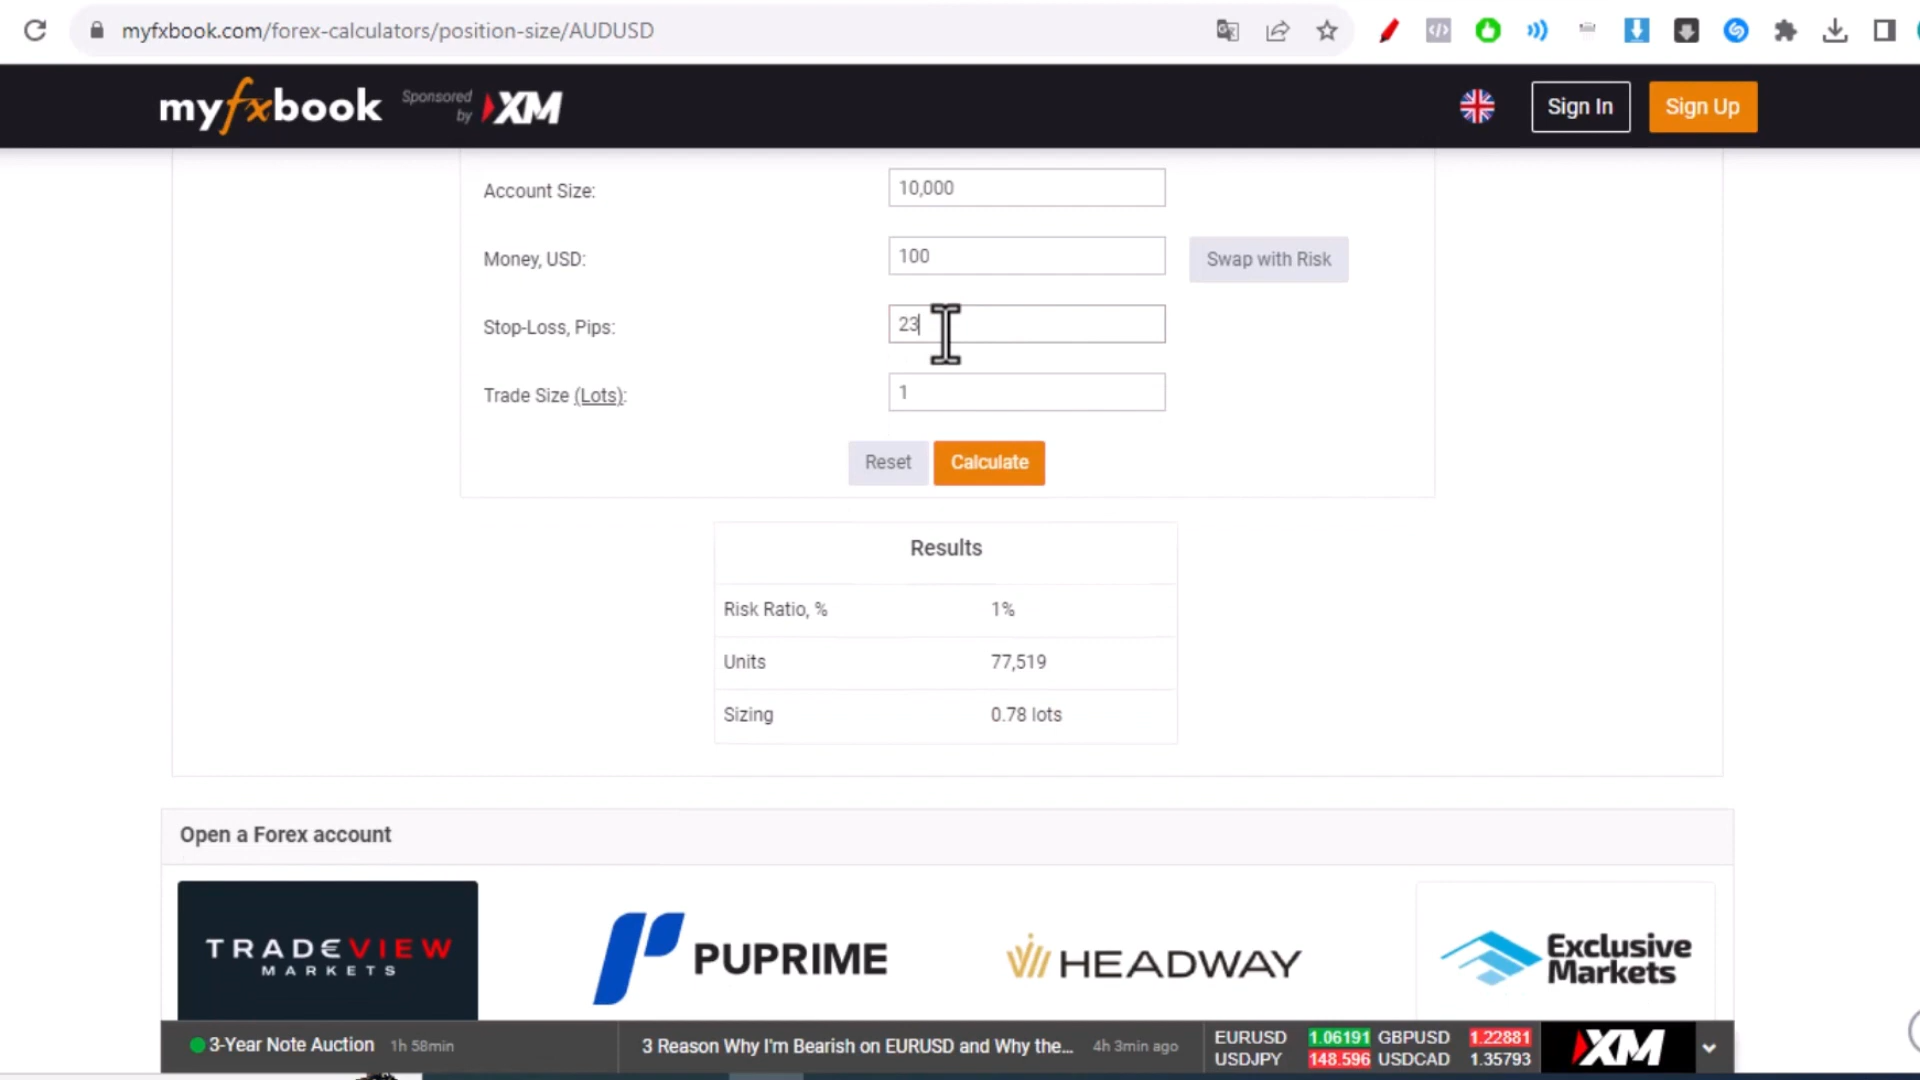 myfxbook.com/forex-calculators/position-size/AUDUSD
myfxbook
Sponsored by XM
Sign In
Sign Up
Account Size:
10,000
Money, USD:
100
Swap with Risk
Stop-Loss, Pips:
23
Trade Size (Lots):
1
Reset
Calculate
Results
Risk Ratio, %
1%
Units
77,519
Sizing
0.78 lots
Open a Forex account
TRADEVIEW
MARKETS
PUPRIME
HEADWAY
Exclusive
Markets
3-Year Note Auction 1h 58min
3 Reason Why I'm Bearish on EURUSD and Why the... 4h 3min ago
EURUSD 1.06191 GBPUSD 1.22881
USDJPY 148.596 USDCAD 1.35793
XM